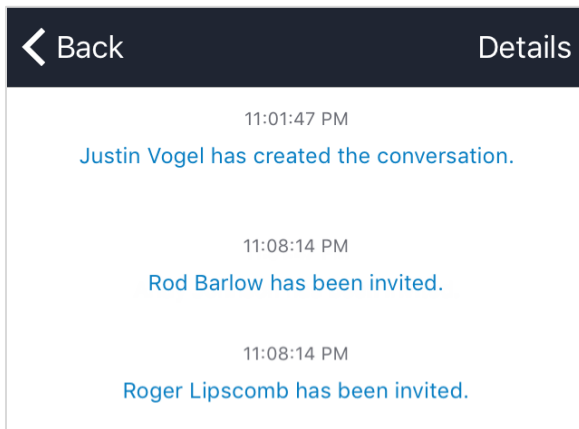 Back Details
11:01:47 PM
Justin Vogel has created the conversation.
11:08:14 PM
Rod Barlow has been invited.
11:08:14 PM
Roger Lipscomb has been invited.